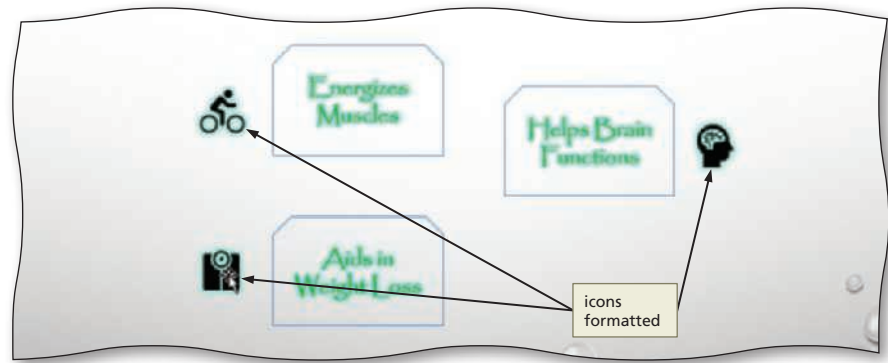 Energizes
Muscles
Helps Brain
Functions
Aids in
Weight Loss
icons
formatted